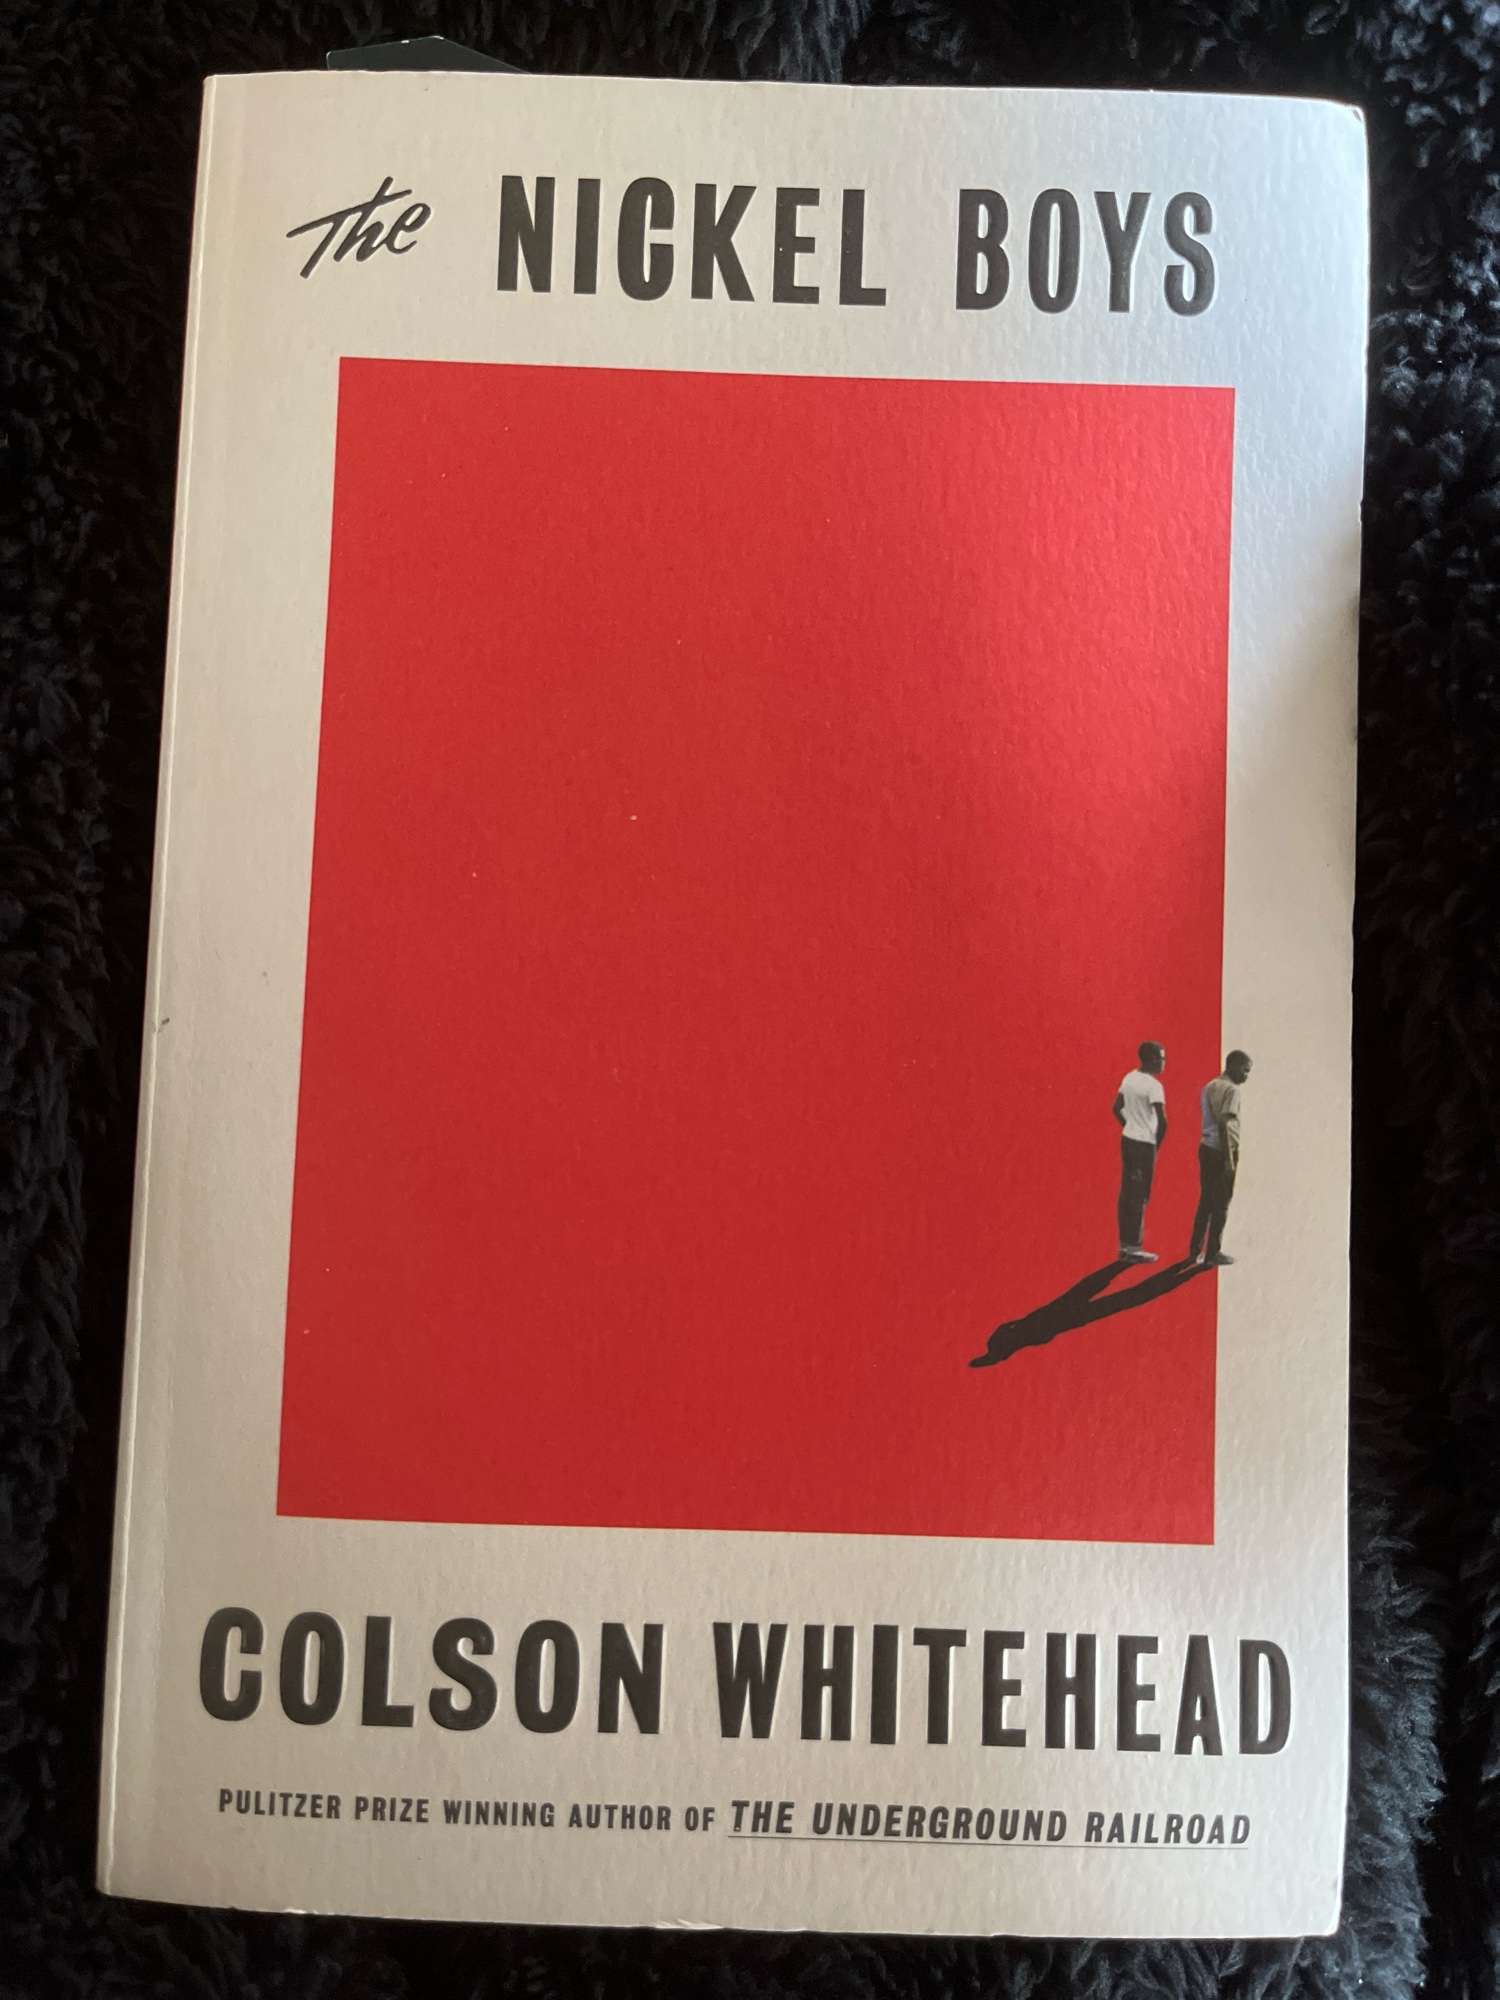 The NICKEL BOYS
COLSON WHITEHEAD
PULITZER PRIZE WINNING AUTHOR OF THE UNDERGROUND RAILROAD